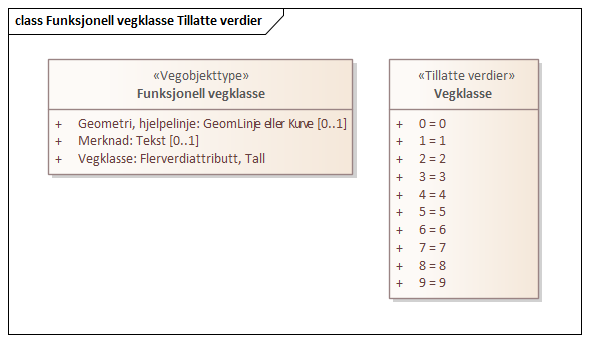 class Funksjonell vegklasse Tillatte verdier
«Vegobjekttype»
Funksjonell vegklasse
+ Geometri, hjelpelinje: GeomLinje eller Kurve [0..1]
+ Merknad: Tekst [0..1]
+ Vegklasse: Flerverdiattributt, Tall
«Tillatte verdier»
Vegklasse
+ 0 = 0
+ 1 = 1
+ 2 = 2
+ 3 = 3
+ 4 = 4
+ 5 = 5
+ 6 = 6
+ 7 = 7
+ 8 = 8
+ 9 = 9